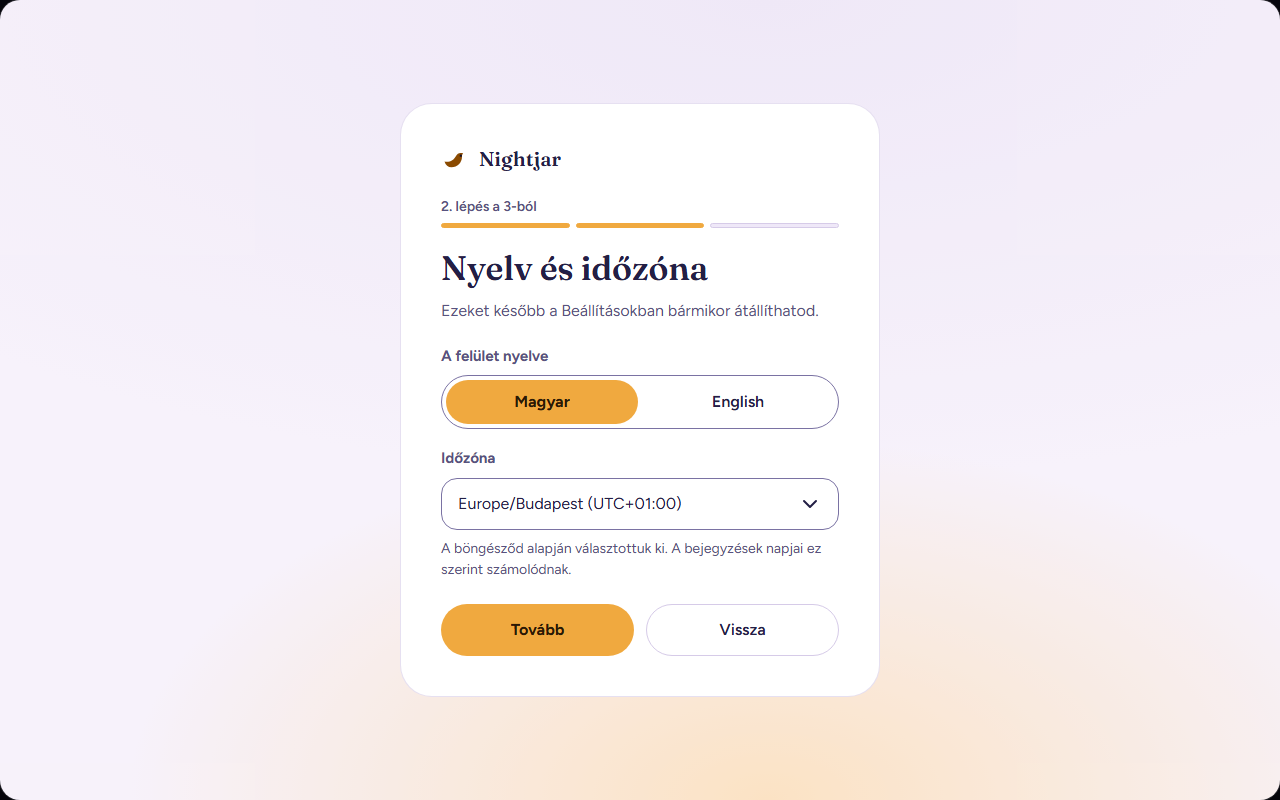 Nightjar
2. lépés a 3-ból
Nyelv és időzóna
Ezeket később a Beállításokban bármikor átállíthatod.
A felület nyelve
Magyar
English
Időzóna
Europe/Budapest (UTC+01:00)
A böngésződ alapján választottuk ki. A bejegyzések napjai ez
szerint számolódnak.
Tovább
Vissza